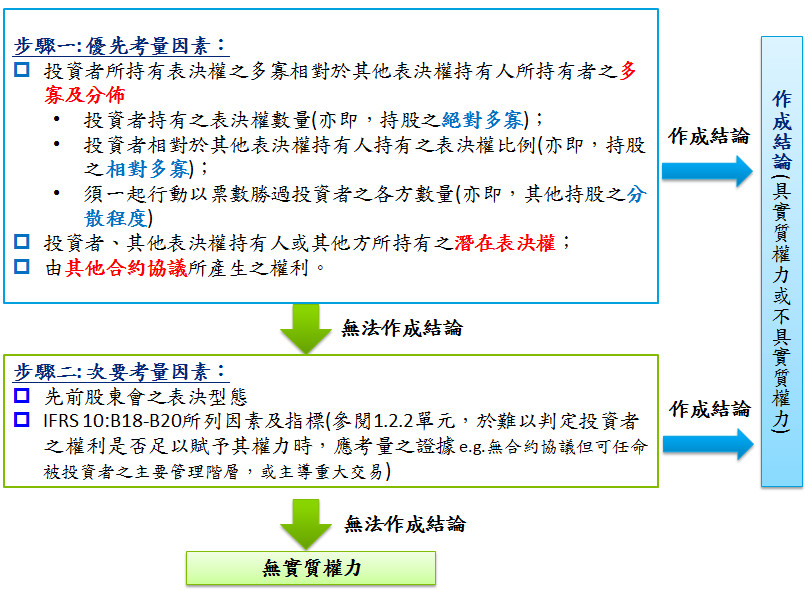 步驟一:優先考量因素：
投資者所持有表決權之多寡相對於其他表決權持有人所持有者之多
寡及分佈
• 投資者持有之表決權數量(亦即，持股之絕對多寡)；
• 投資者相對於其他表決權持有人持有之表決權比例(亦即，持股
之相對多寡)；
• 須一起行動以票數勝過投資者之各方數量(亦即，其他持股之分
散程度)
投資者、其他表決權持有人或其他方所持有之潛在表決權；
由其他合約協議所產生之權利。
作成結論
作成結論(具實質權力或不具實質權力)
無法作成結論
步驟二:次要考量因素：
先前股東會之表決型態
IFRS 10:B18-B20所列因素及指標(參閱1.2.2單元，於難以判定投資者
之權利是否足以賦予其權力時，應考量之證據e.g.無合約協議但可任命
被投資者之主要管理階層，或主導重大交易)
作成結論
無法作成結論
無實質權力